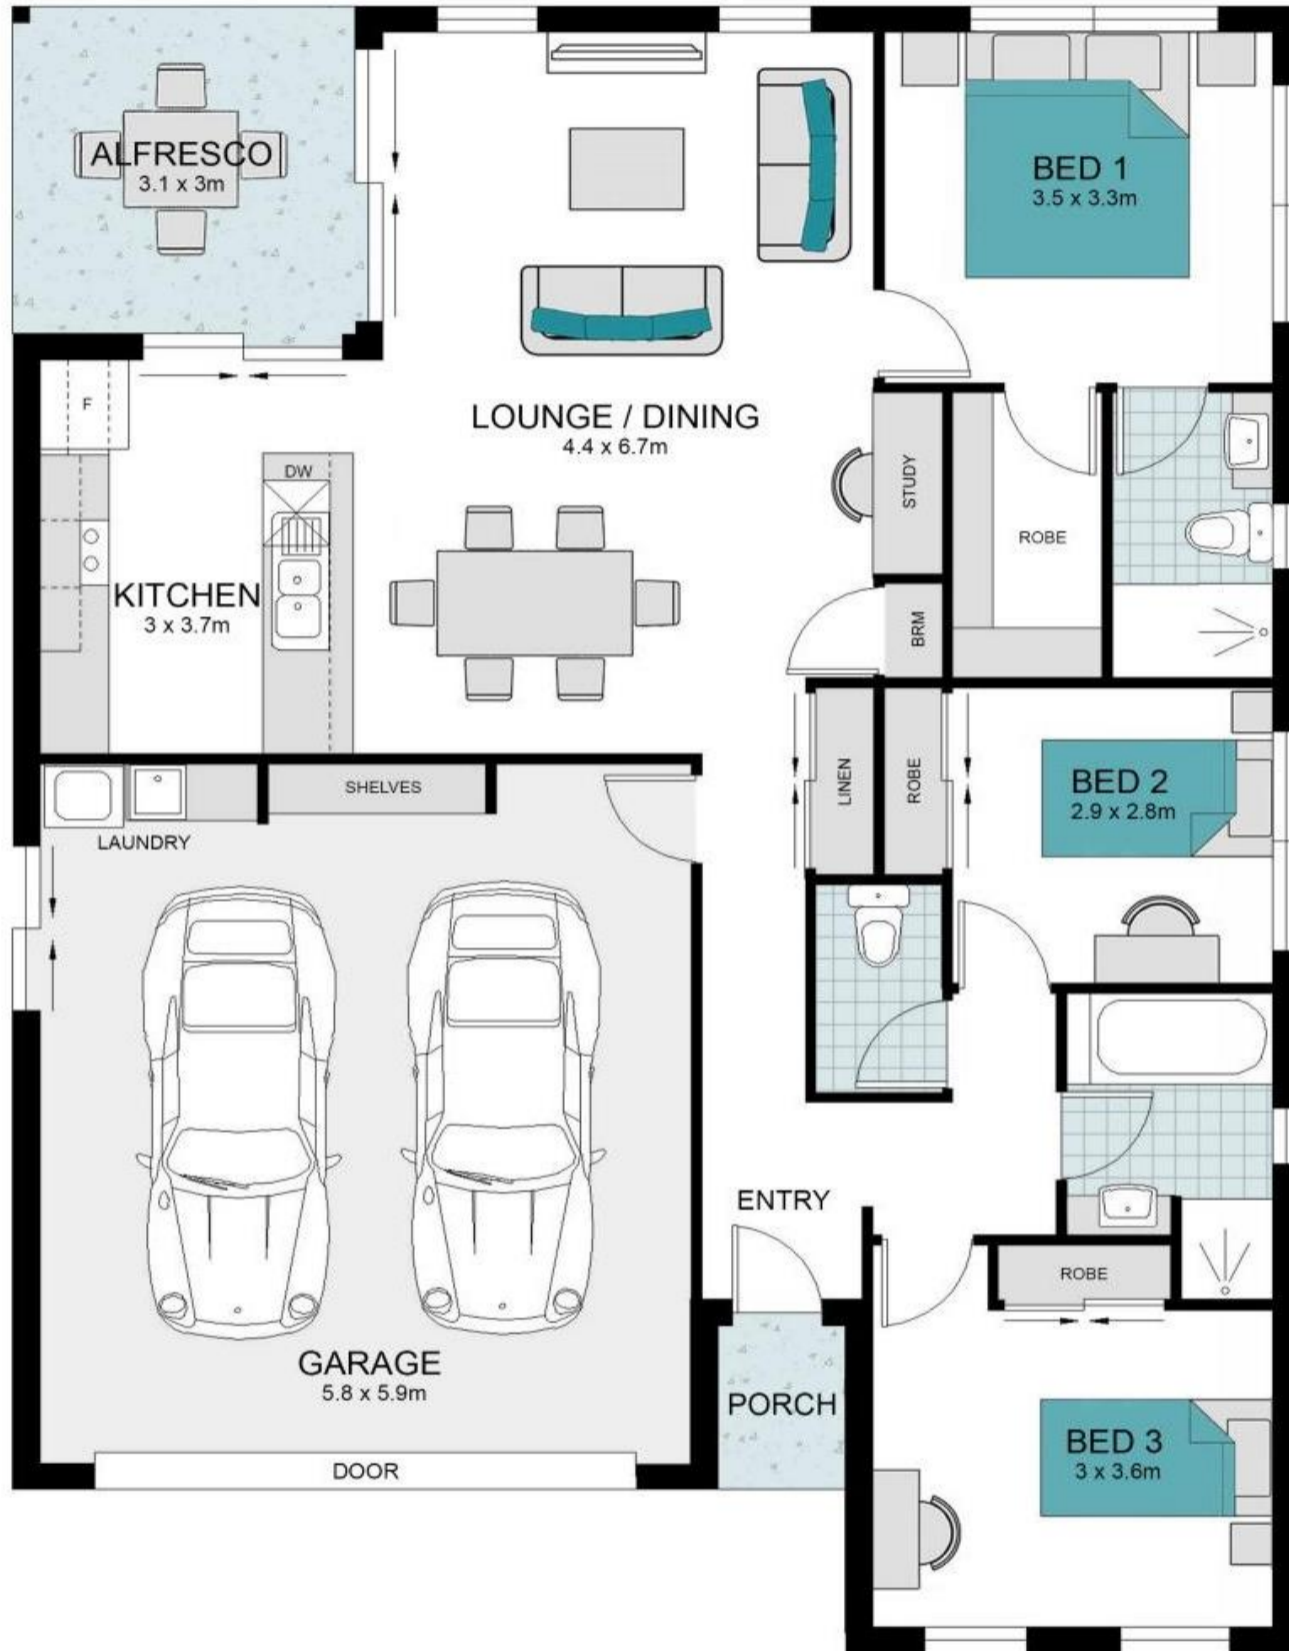 ALFRESCO
3.1 x 3m
BED 1
3.5 x 3.3m
F
LOUNGE / DINING
4.4 x 6.7m
DW
STUDY
ROBE
KITCHEN
3 x 3.7m
BRM
LINEN
ROBE
BED 2
2.9 x 2.8m
SHELVES
LAUNDRY
ENTRY
ROBE
GARAGE
5.8 x 5.9m
PORCH
BED 3
3 x 3.6m
DOOR